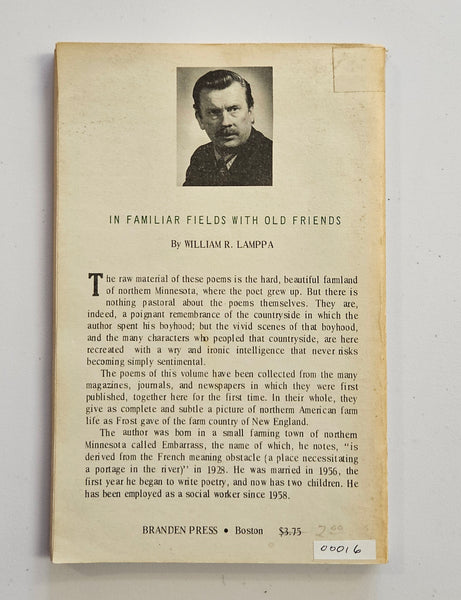 IN FAMILIAR FIELDS WITH OLD FRIENDS
By WILLIAM R. LAMPPA
The raw material of these poems is the hard, beautiful farmland
of northern Minnesota, where the poet grew up. But there is
nothing pastoral about the poems themselves. They are,
indeed, a poignant remembrance of the countryside in which the
author spent his boyhood; but the vivid scenes of that boyhood,
and the many characters who peopled that countryside, are here
recreated with a wry and ironic intelligence that never risks
becoming simply sentimental.
The poems of this volume have been collected from the many
magazines, journals, and newspapers in which they were first
published, together here for the first time. In their whole, they
give as complete and subtle a picture of northern American farm
life as Frost gave of the farm country of New England.
The author was born in a small farming town of northern
Minnesota called Embarrass, the name of which, he notes, "is
derived from the French meaning obstacle (a place necessitating
a portage in the river)" in 1928. He was married in 1956, the
first year he began to write poetry, and now has two children. He
has been employed as a social worker since 1958.
BRANDEN PRESS • Boston $3.75 2.00
00016